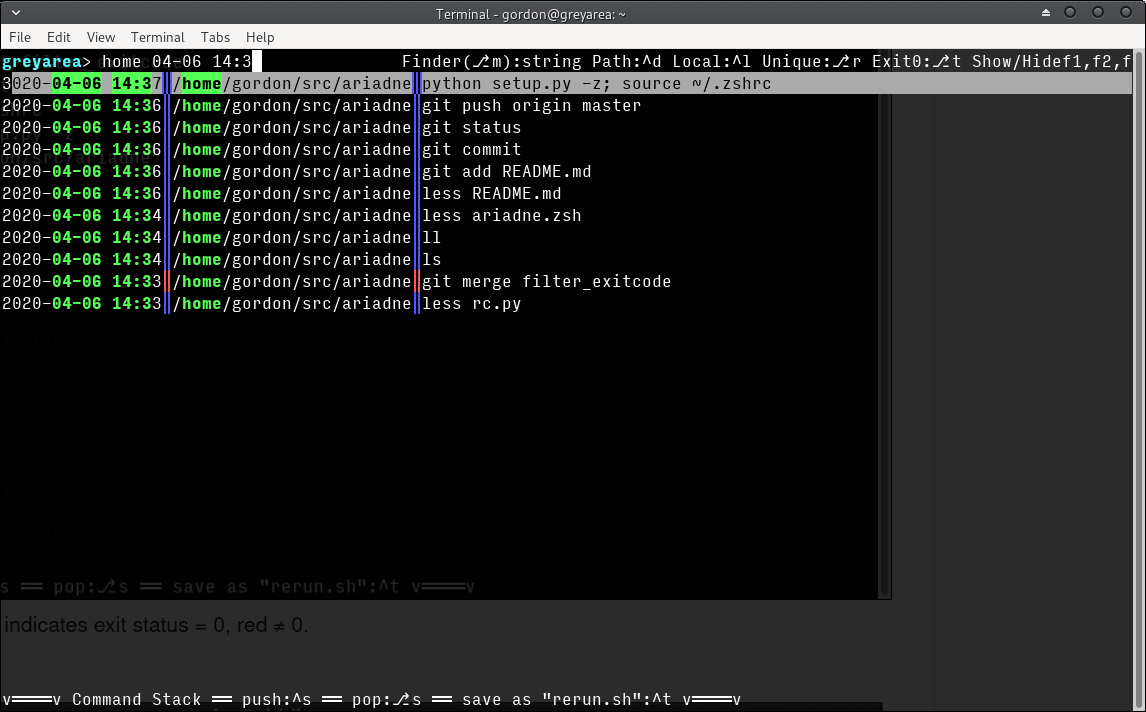 Terminal - gordon@greyarea: ~
File Edit View Terminal Tabs Help
greyarea> home 04-06 14:3 Finder(⎇m):string Path:^d Local:^l Unique:⎇r Exit0:⎇t Show/Hidef1,f2,f
3020-04-06 14:37║/home/gordon/src/ariadne║python setup.py -z; source ~/.zshrc
2020-04-06 14:36║/home/gordon/src/ariadne║git push origin master
2020-04-06 14:36║/home/gordon/src/ariadne║git status
2020-04-06 14:36║/home/gordon/src/ariadne║git commit
2020-04-06 14:36║/home/gordon/src/ariadne║git add README.md
2020-04-06 14:36║/home/gordon/src/ariadne║less README.md
2020-04-06 14:34║/home/gordon/src/ariadne║less ariadne.zsh
2020-04-06 14:34║/home/gordon/src/ariadne║ll
2020-04-06 14:34║/home/gordon/src/ariadne║ls
2020-04-06 14:33║/home/gordon/src/ariadne║git merge filter_exitcode
2020-04-06 14:33║/home/gordon/src/ariadne║less rc.py
s ══ pop:⎇s ══ save as "rerun.sh":^t v════v
indicates exit status = 0, red ≠ 0.
v════v Command Stack ══ push:^s ══ pop:⎇s ══ save as "rerun.sh":^t v════v